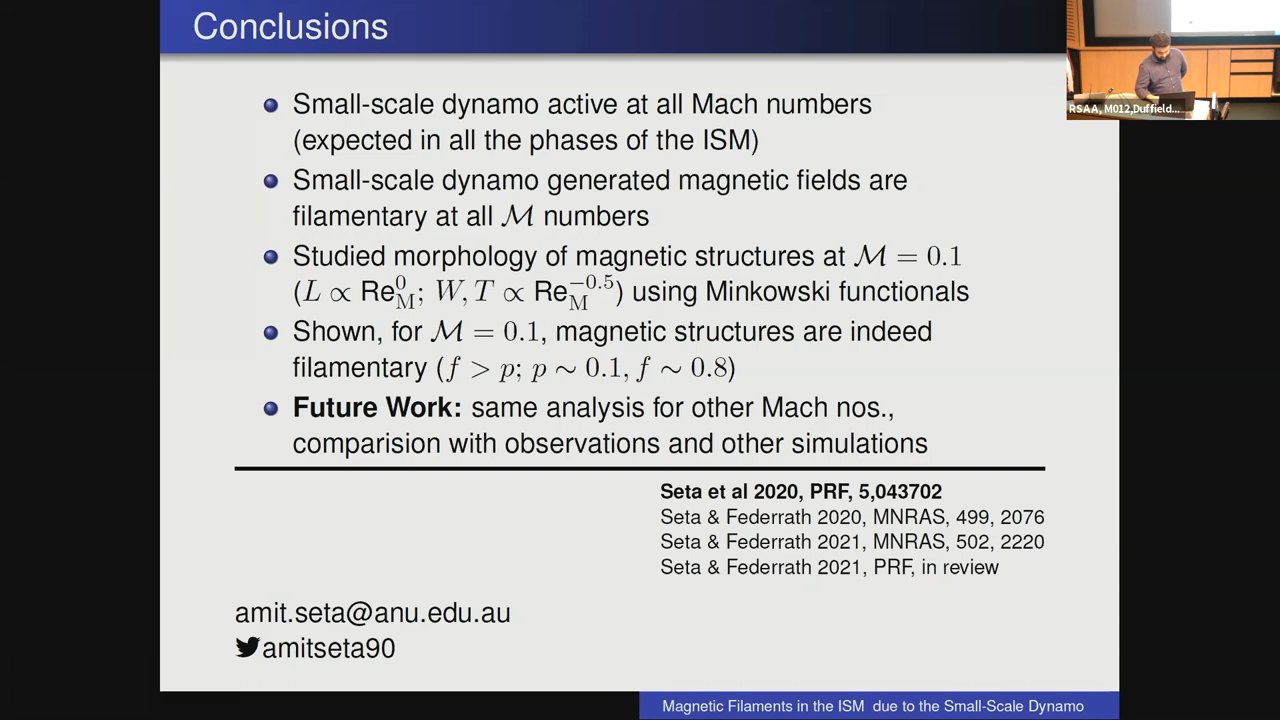 Conclusions
Small-scale dynamo active at all Mach numbers
(expected in all the phases of the ISM)
Small-scale dynamo generated magnetic fields are
filamentary at all ℳ numbers
Studied morphology of magnetic structures at ℳ = 0.1
(L ∝ Re_M^0; W, T ∝ Re_M^−0.5) using Minkowski functionals
Shown, for ℳ = 0.1, magnetic structures are indeed
filamentary (f > p; p ∼ 0.1, f ∼ 0.8)
Future Work: same analysis for other Mach nos.,
comparision with observations and other simulations
Seta et al 2020, PRF, 5,043702
Seta & Federrath 2020, MNRAS, 499, 2076
Seta & Federrath 2021, MNRAS, 502, 2220
Seta & Federrath 2021, PRF, in review
amit.seta@anu.edu.au
amitseta90
Magnetic Filaments in the ISM due to the Small-Scale Dynamo
RSAA, M012,Duffield...